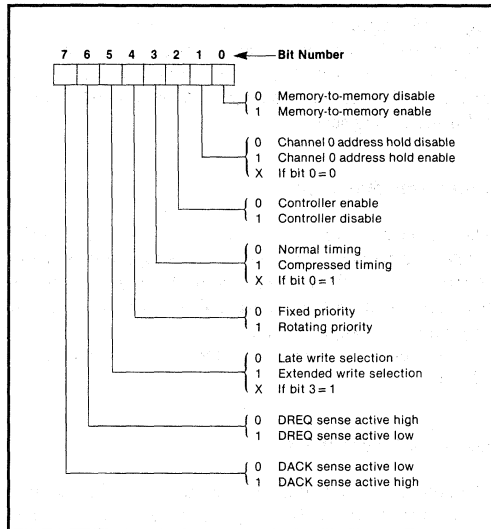 7 6 5 4 3 2 1 0 Bit Number
0 Memory-to-memory disable
1 Memory-to-memory enable
0 Channel 0 address hold disable
1 Channel 0 address hold enable
X If bit 0 = 0
0 Controller enable
1 Controller disable
0 Normal timing
1 Compressed timing
X If bit 0 = 1
0 Fixed priority
1 Rotating priority
0 Late write selection
1 Extended write selection
X If bit 3 = 1
0 DREQ sense active high
1 DREQ sense active low
0 DACK sense active low
1 DACK sense active high